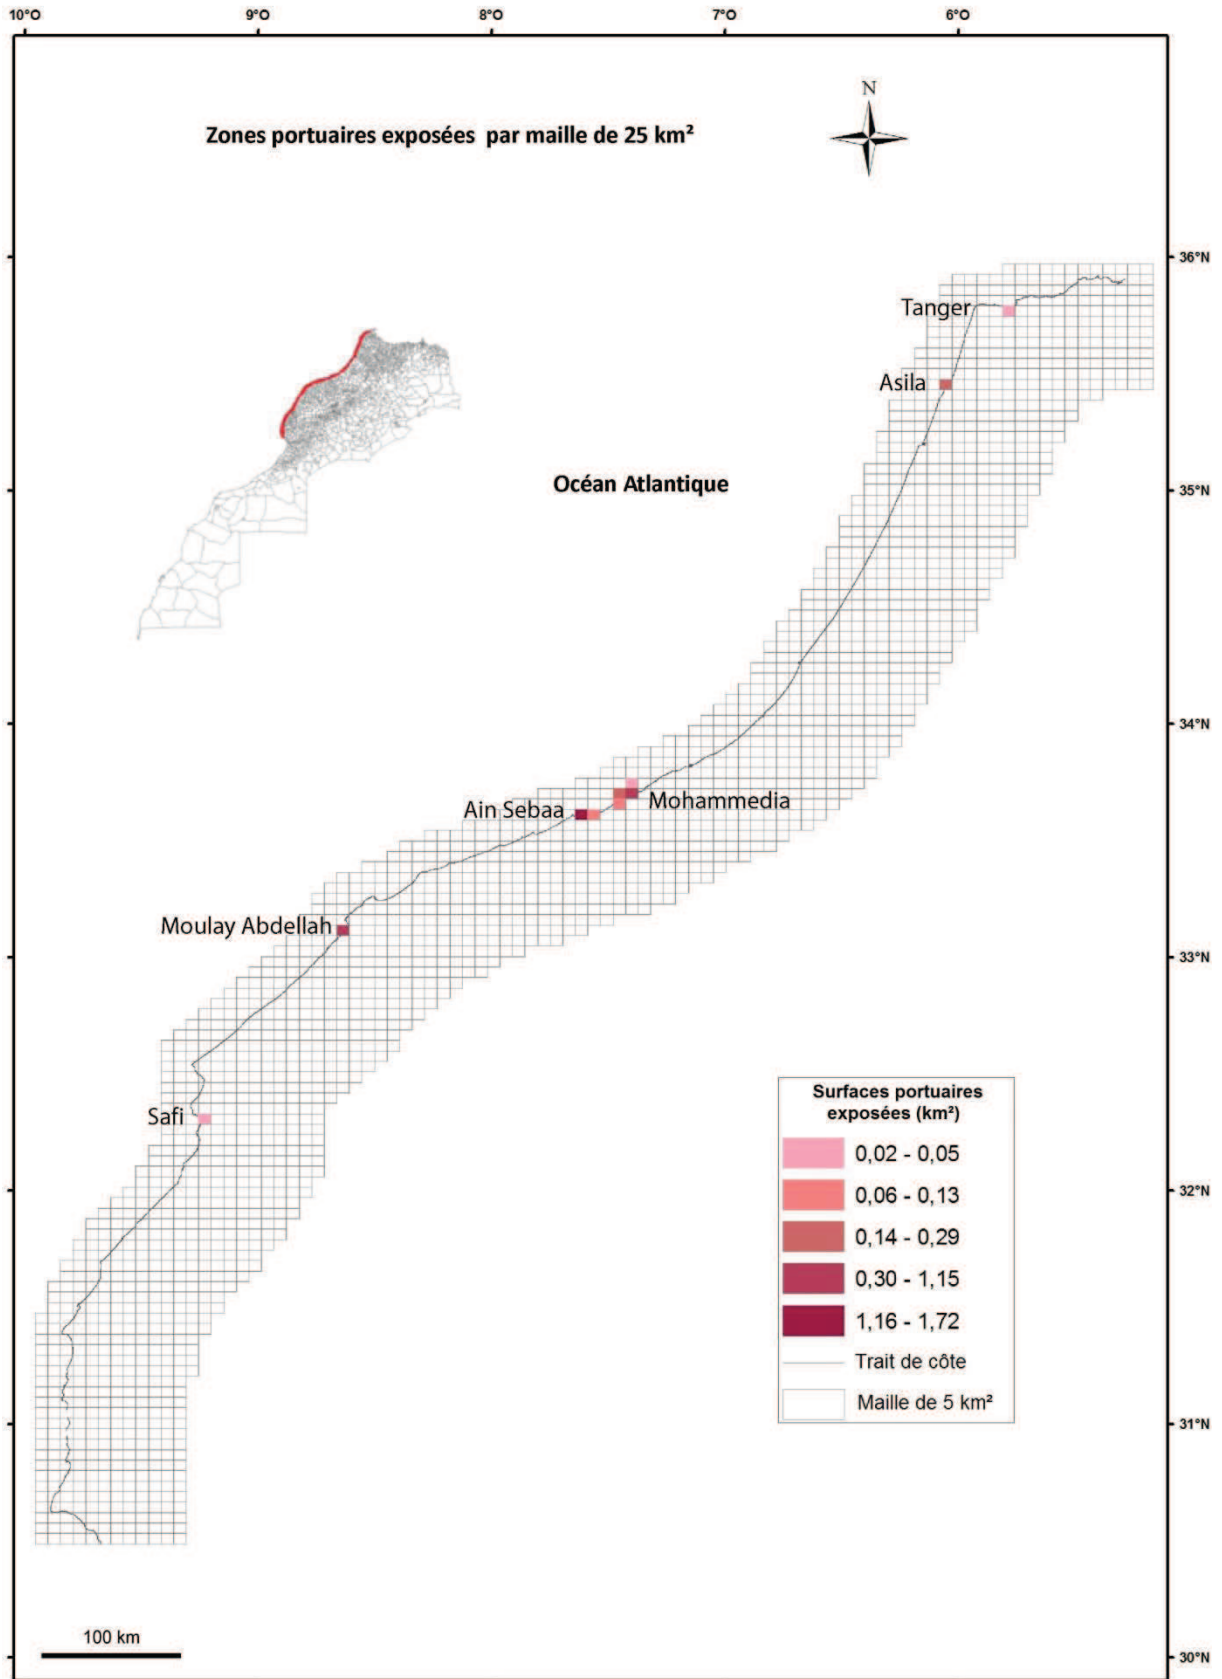 10°O 9°O 8°O 7°O 6°O
N
Zones portuaires exposées par maille de 25 km²
36°N
Tanger
Asila
Océan Atlantique
35°N
34°N
Mohammedia
Ain Sebaa
Moulay Abdellah
33°N
Safi
Surfaces portuaires
exposées (km²)
0,02 - 0,05
0,06 - 0,13
0,14 - 0,29
0,30 - 1,15
1,16 - 1,72
Trait de côte
Maille de 5 km²
32°N
31°N
100 km
30°N